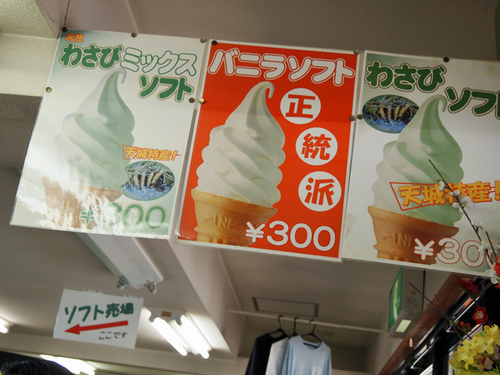 わさびミックス
ソフト
天城特産!
¥300
バニラソフト
正
統
派
¥300
わさび
ソフト
天城特産!
¥300
ソフト売場
ここです